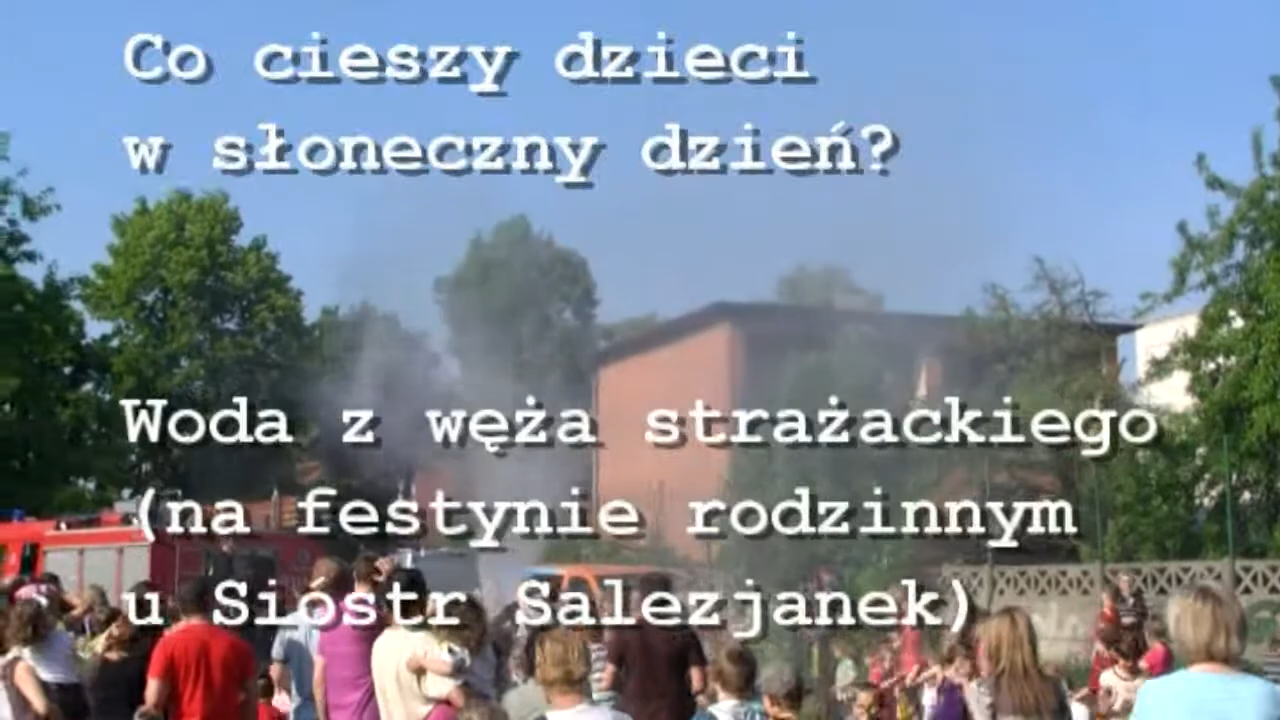 Co cieszy dzieci
w słoneczny dzień?
Woda z węża strażackiego
(na festynie rodzinnym
u Sióstr Salezjanek)